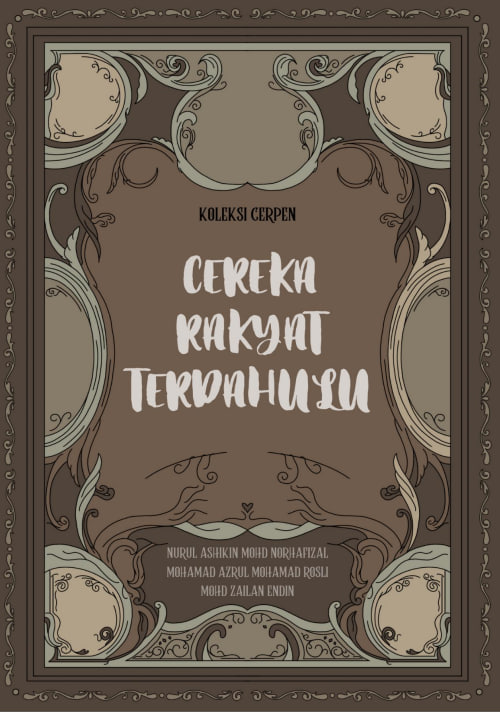 KOLEKSI CERPEN
CEREKA
RAKYAT
TERDAHULU
NURUL ASHIKIN MOHD NORHAFIZAL
MOHAMAD AZRUL MOHAMAD ROSLI
MOHD ZAILAN ENDIN